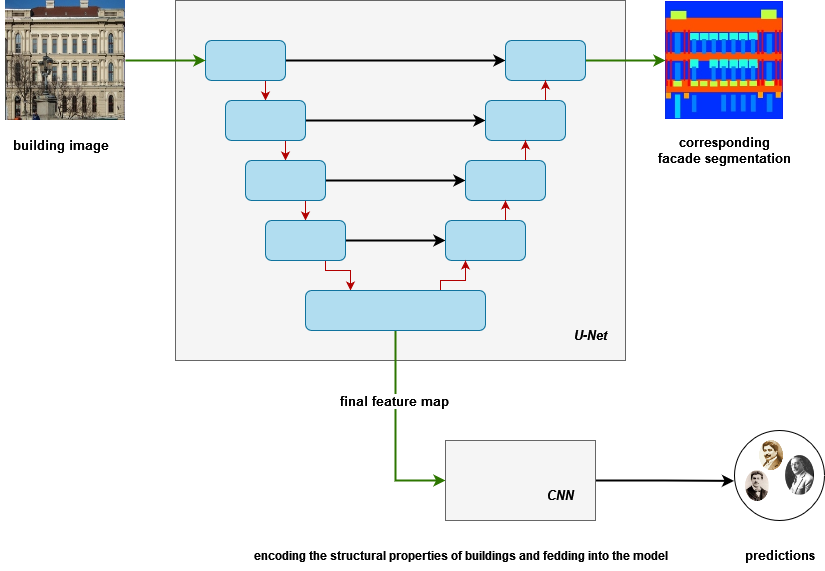 building image
corresponding
facade segmentation
U-Net
final feature map
CNN
encoding the structural properties of buildings and fedding into the model
predictions